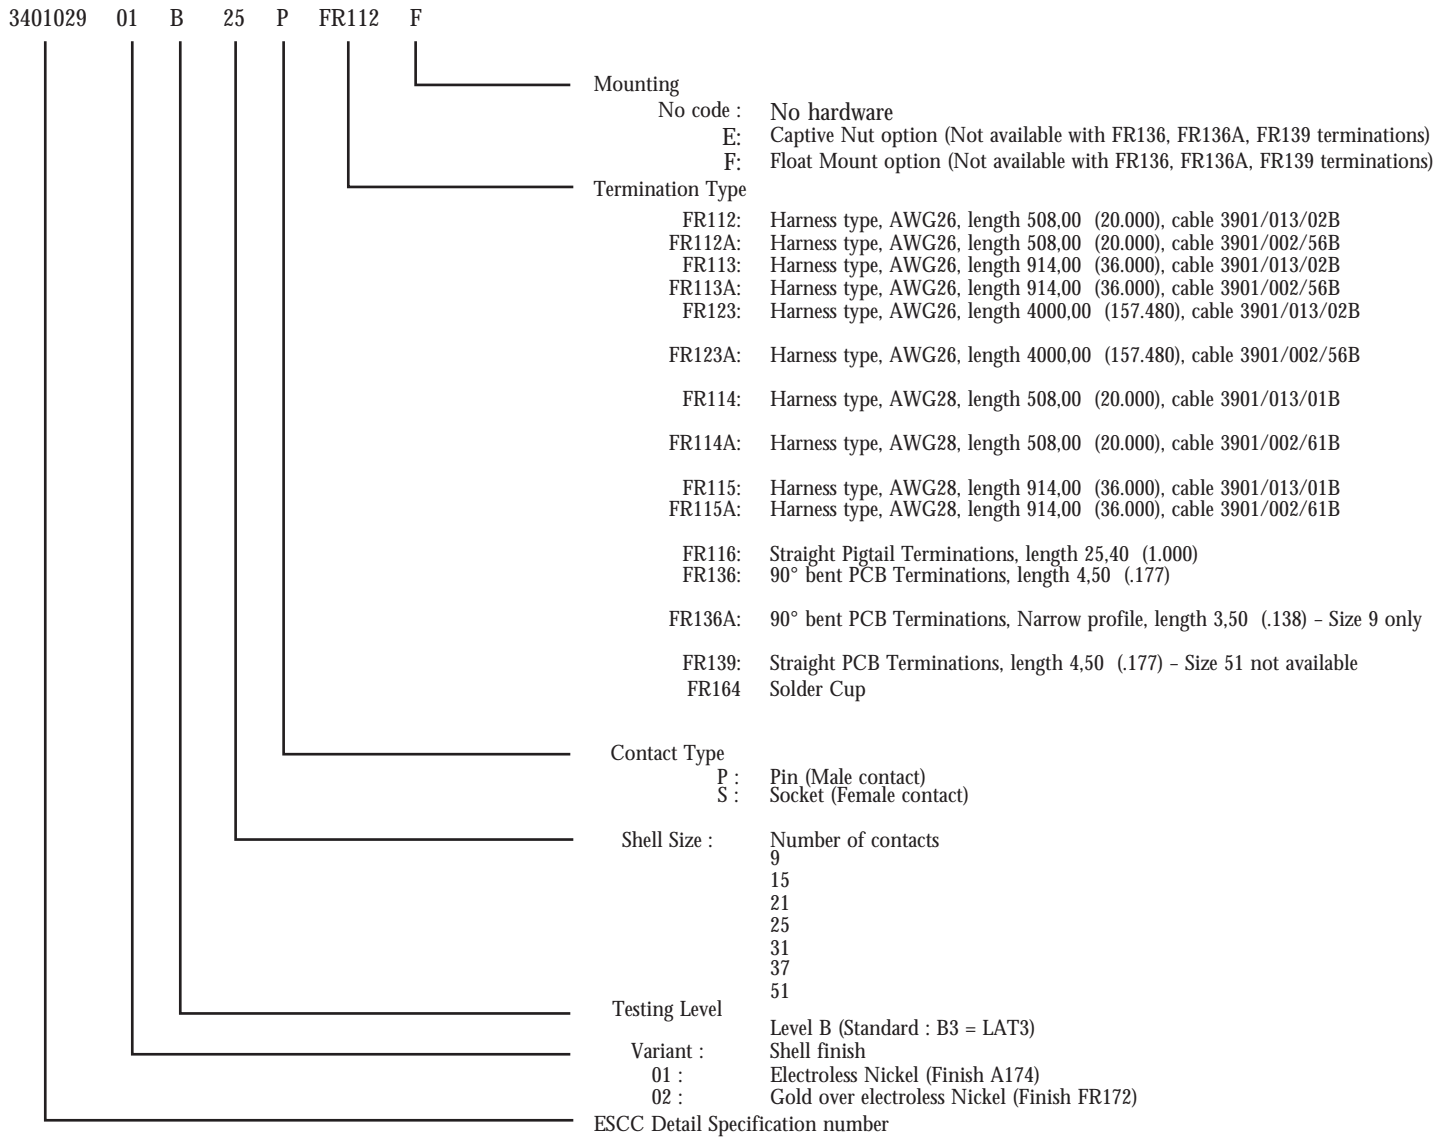 3401029 01 B 25 P FR112 F
Mounting
No code : No hardware
E: Captive Nut option (Not available with FR136, FR136A, FR139 terminations)
F: Float Mount option (Not available with FR136, FR136A, FR139 terminations)
Termination Type
FR112: Harness type, AWG26, length 508,00 (20.000), cable 3901/013/02B
FR112A: Harness type, AWG26, length 508,00 (20.000), cable 3901/002/56B
FR113: Harness type, AWG26, length 914,00 (36.000), cable 3901/013/02B
FR113A: Harness type, AWG26, length 914,00 (36.000), cable 3901/002/56B
FR123: Harness type, AWG26, length 4000,00 (157.480), cable 3901/013/02B
FR123A: Harness type, AWG26, length 4000,00 (157.480), cable 3901/002/56B
FR114: Harness type, AWG28, length 508,00 (20.000), cable 3901/013/01B
FR114A: Harness type, AWG28, length 508,00 (20.000), cable 3901/002/61B
FR115: Harness type, AWG28, length 914,00 (36.000), cable 3901/013/01B
FR115A: Harness type, AWG28, length 914,00 (36.000), cable 3901/002/61B
FR116: Straight Pigtail Terminations, length 25,40 (1.000)
FR136: 90° bent PCB Terminations, length 4,50 (.177)
FR136A: 90° bent PCB Terminations, Narrow profile, length 3,50 (.138) – Size 9 only
FR139: Straight PCB Terminations, length 4,50 (.177) – Size 51 not available
FR164 Solder Cup
Contact Type
P : Pin (Male contact)
S : Socket (Female contact)
Shell Size : Number of contacts
9
15
21
25
31
37
51
Testing Level
Level B (Standard : B3 = LAT3)
Variant : Shell finish
01 : Electroless Nickel (Finish A174)
02 : Gold over electroless Nickel (Finish FR172)
ESCC Detail Specification number